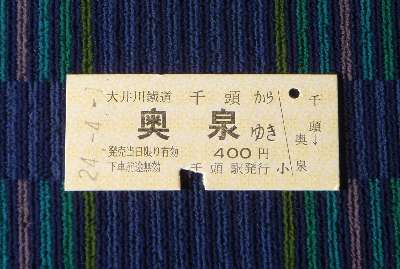 大井川鐵道 千頭から
奥泉ゆき
発売当日限り有効 400円
下車前途無効 千頭駅発行 小
千頭↓奥泉
24.-4.-